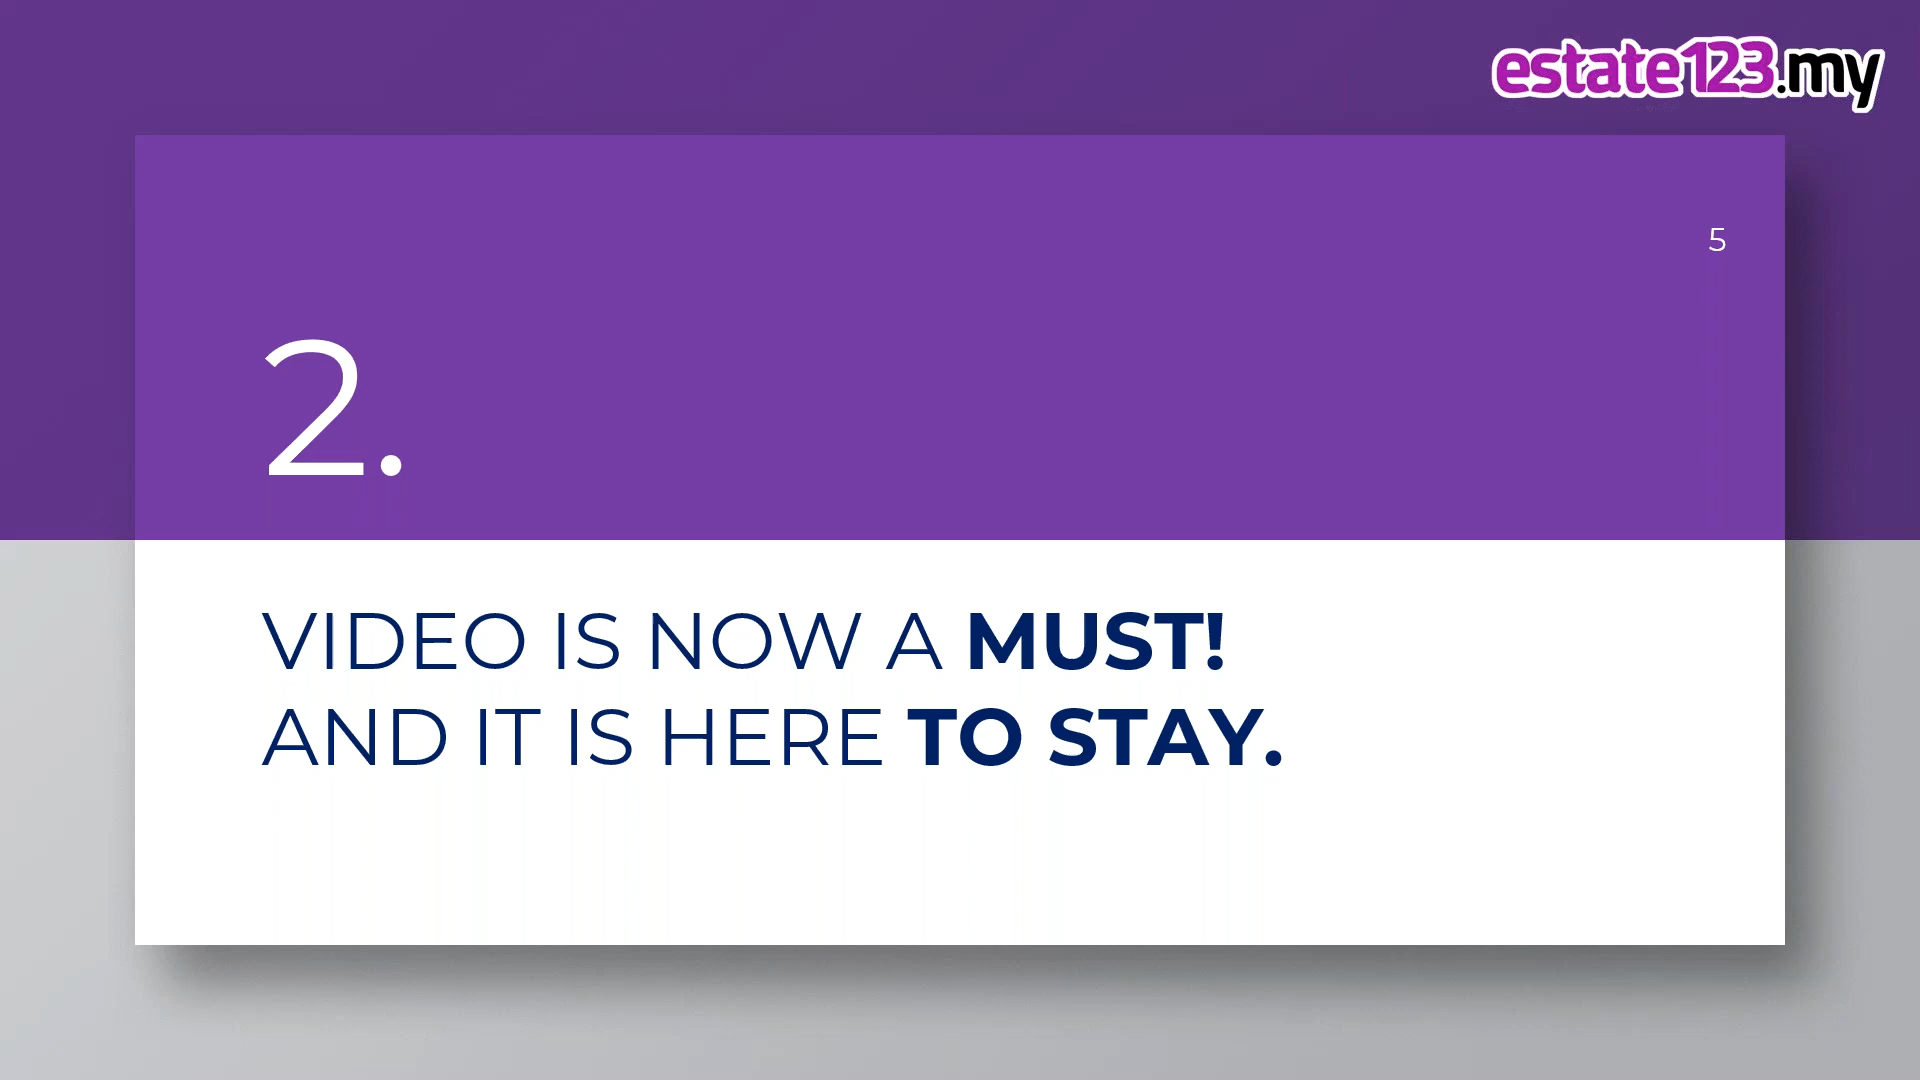 estate123.my
5
2.
VIDEO IS NOW A MUST!
AND IT IS HERE TO STAY.